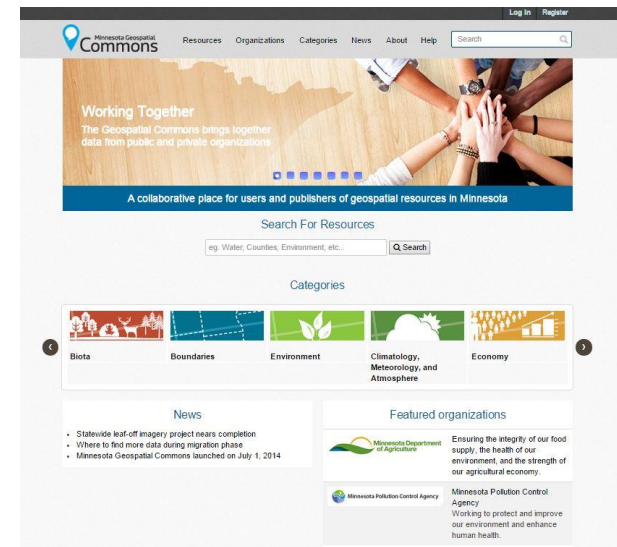 Log In Register
Minnesota Geospatial
Commons
Resources Organizations Categories News About Help Search
Working Together
The Geospatial Commons brings together
data from public and private organizations
A collaborative place for users and publishers of geospatial resources in Minnesota
Search For Resources
eg. Water, Counties, Environment, etc... Search
Categories
Biota Boundaries Environment Climatology, Meteorology, and Atmosphere Economy
News
Statewide leaf-off imagery project nears completion
Where to find more data during migration phase
Minnesota Geospatial Commons launched on July 1, 2014
Featured organizations
Minnesota Department
of Agriculture
Ensuring the integrity of our food
supply, the health of our
environment, and the strength of
our agricultural economy.
Minnesota Pollution Control Agency
Minnesota Pollution Control
Agency
Working to protect and improve
our environment and enhance
human health.